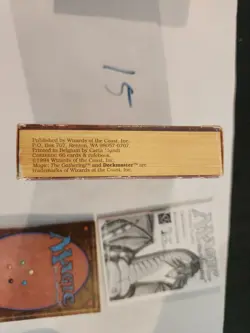 15
Published by Wizards of the Coast, Inc.
P.O. Box 707, Renton, WA 98057-0707
Printed in Belgium by Carta Mundi
Contains 60 cards & rulebook.
©1994 Wizards of the Coast, Inc.
Magic: The Gathering™ and Deckmaster™ are
Trademarks of Wizards of the Coast, Inc.
MAGIC
MAGIC